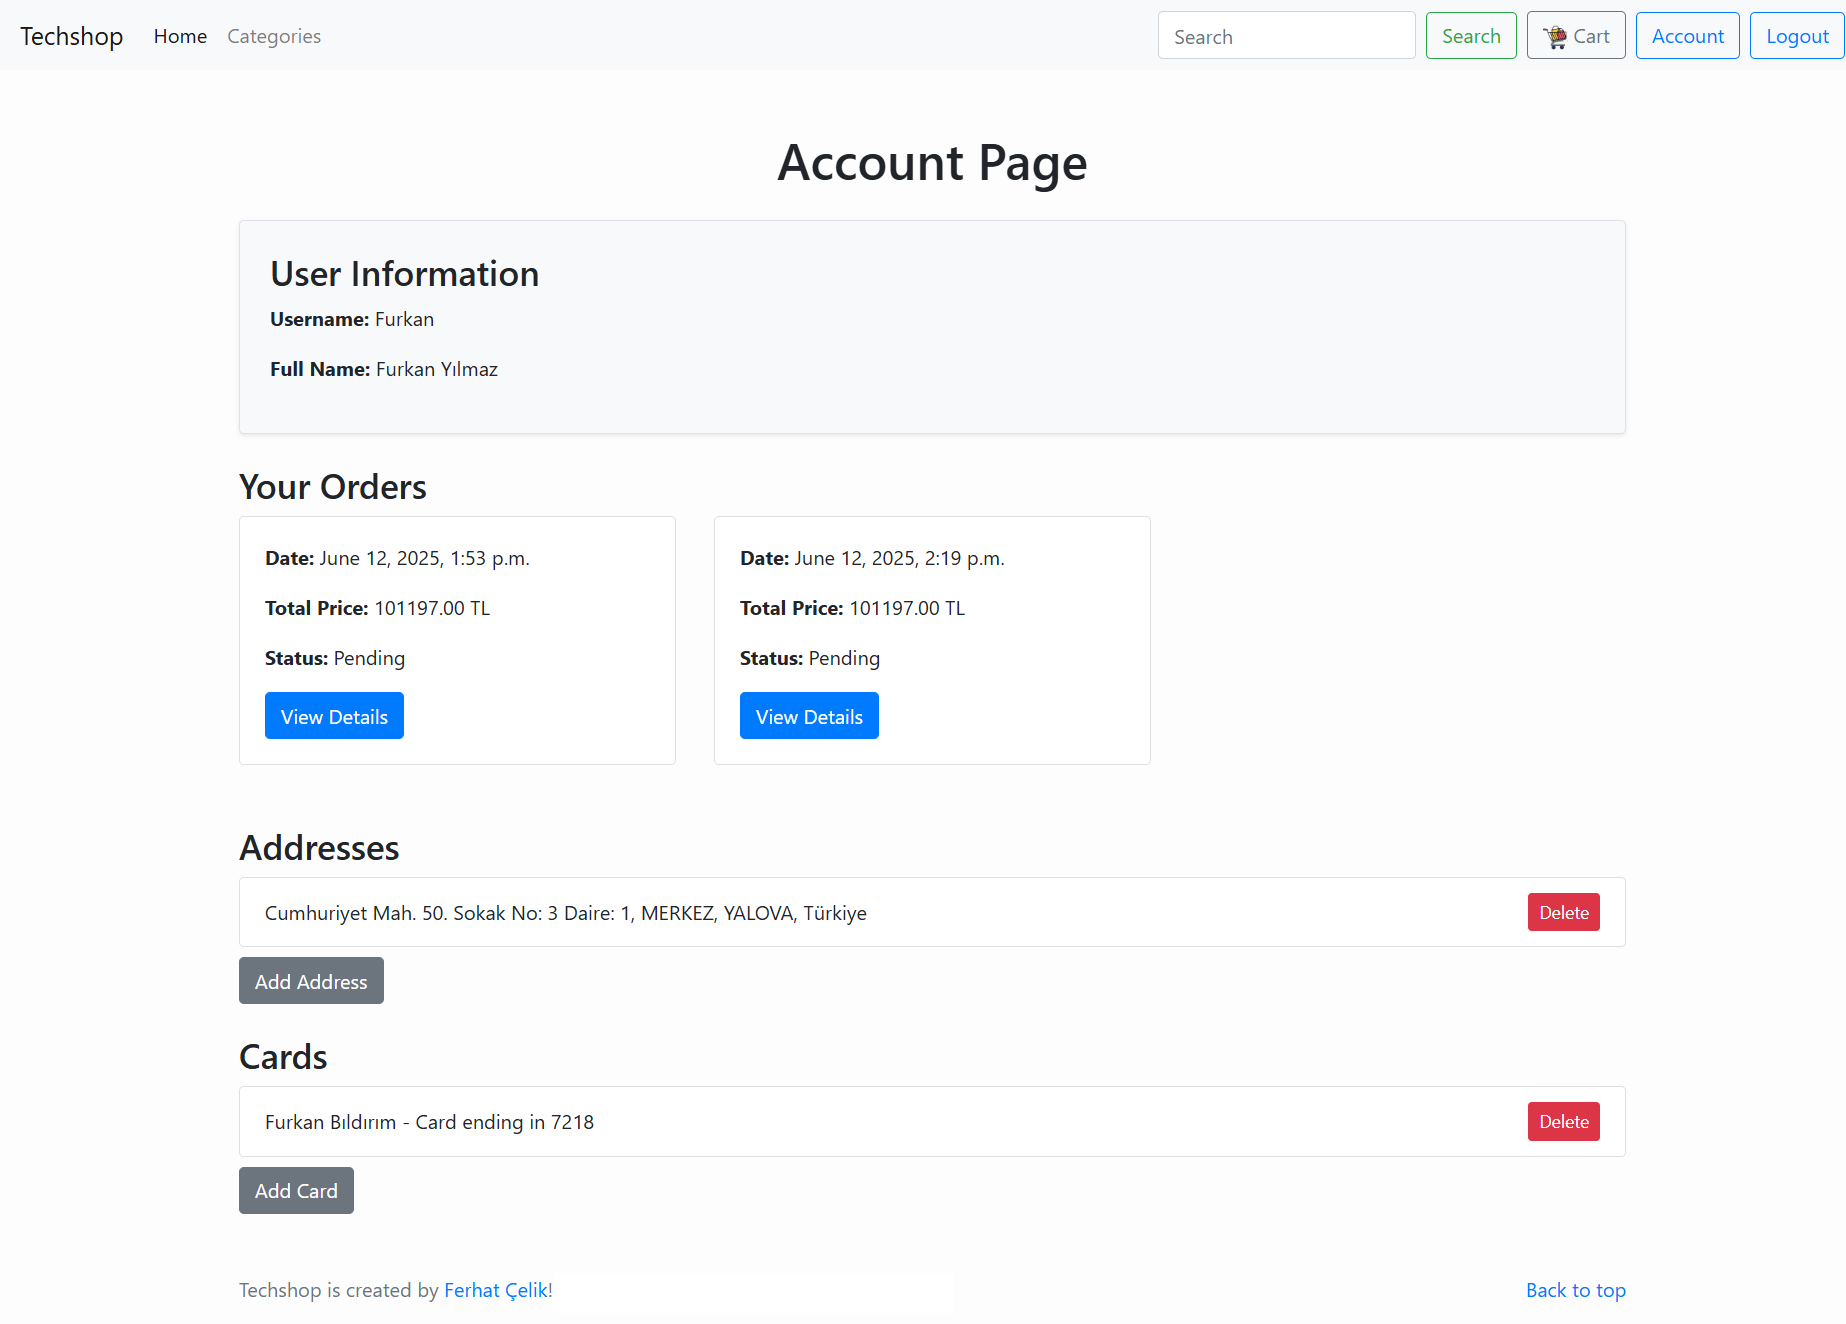 Techshop Home Categories Search Search Cart Account Logout
Account Page
User Information
Username: Furkan
Full Name: Furkan Yılmaz
Your Orders
Date: June 12, 2025, 1:53 p.m.
Total Price: 101197.00 TL
Status: Pending
View Details
Date: June 12, 2025, 2:19 p.m.
Total Price: 101197.00 TL
Status: Pending
View Details
Addresses
Cumhuriyet Mah. 50. Sokak No: 3 Daire: 1, MERKEZ, YALOVA, Türkiye Delete
Add Address
Cards
Furkan Bıldırım - Card ending in 7218 Delete
Add Card
Techshop is created by Ferhat Çelik! Back to top